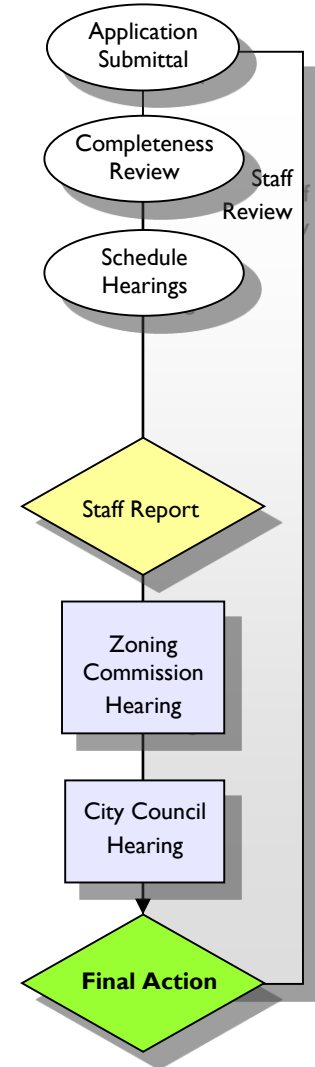 Application
Submittal
Completeness
Review
Staff
Review
Schedule
Hearings
Staff Report
Zoning
Commission
Hearing
City Council
Hearing
Final Action